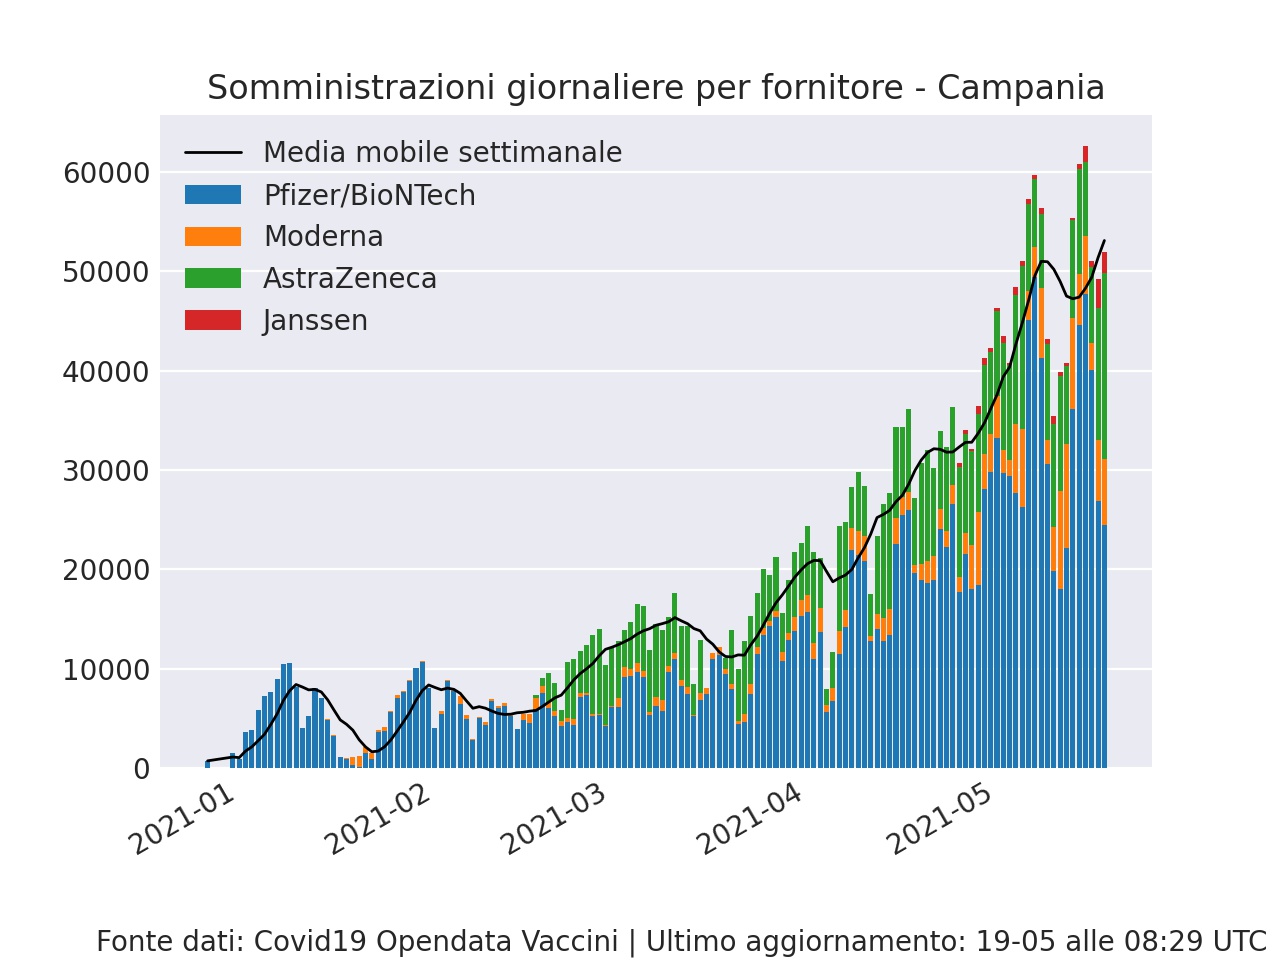 Somministrazioni giornaliere per fornitore - Campania
Media mobile settimanale
Pfizer/BioNTech
Moderna
AstraZeneca
Janssen
60000
50000
40000
30000
20000
10000
0
2021-01
2021-02
2021-03
2021-04
2021-05
Fonte dati: Covid19 Opendata Vaccini | Ultimo aggiornamento: 19-05 alle 08:29 UTC